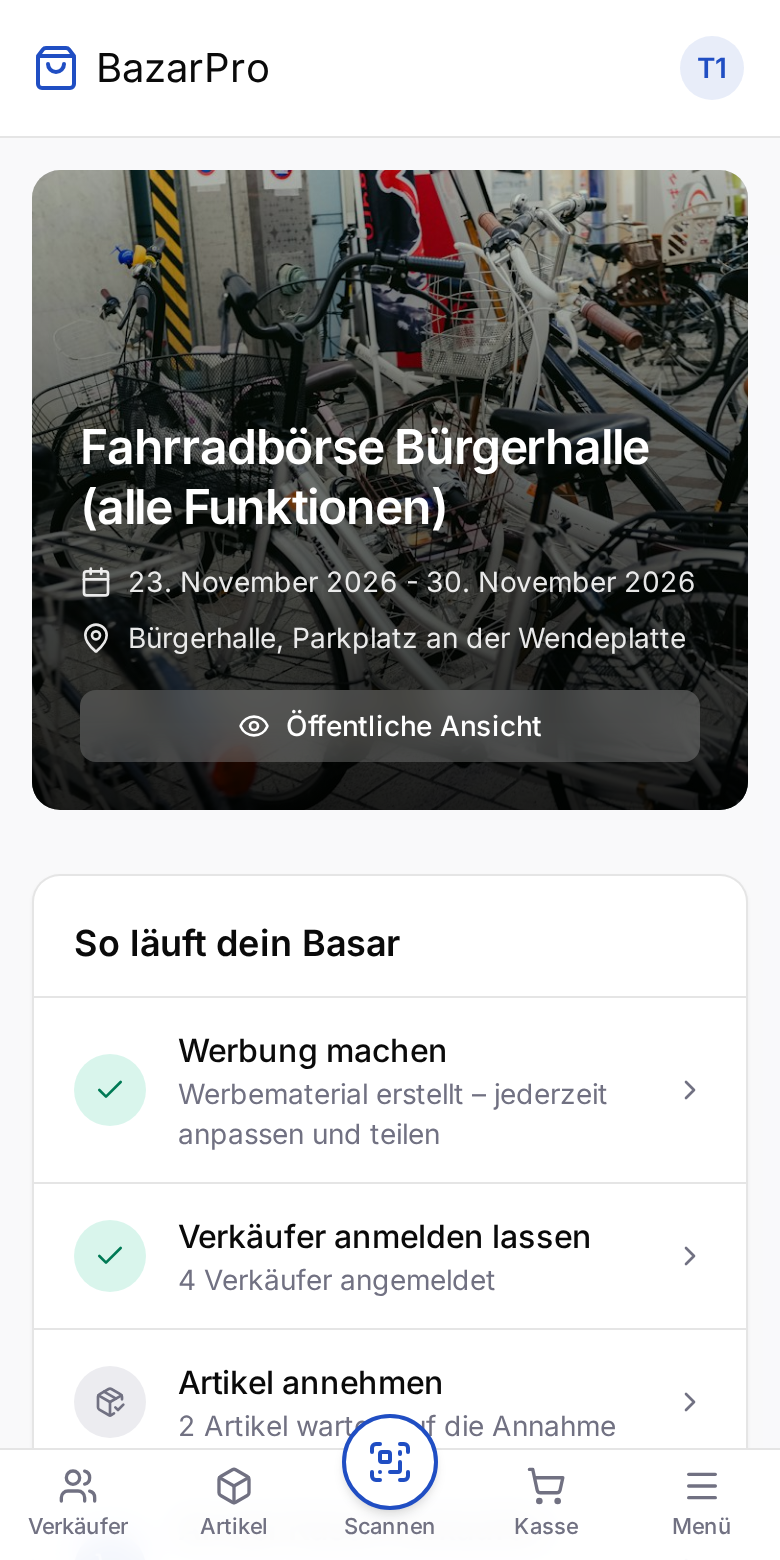 BazarPro
T1
Fahrradbörse Bürgerhalle
(alle Funktionen)
23. November 2026 - 30. November 2026
Bürgerhalle, Parkplatz an der Wendeplatte
Öffentliche Ansicht
So läuft dein Basar
Werbung machen
Werbematerial erstellt – jederzeit
anpassen und teilen
Verkäufer anmelden lassen
4 Verkäufer angemeldet
Artikel annehmen
2 Artikel warten auf die Annahme
Verkäufer
Artikel
Scannen
Kasse
Menü